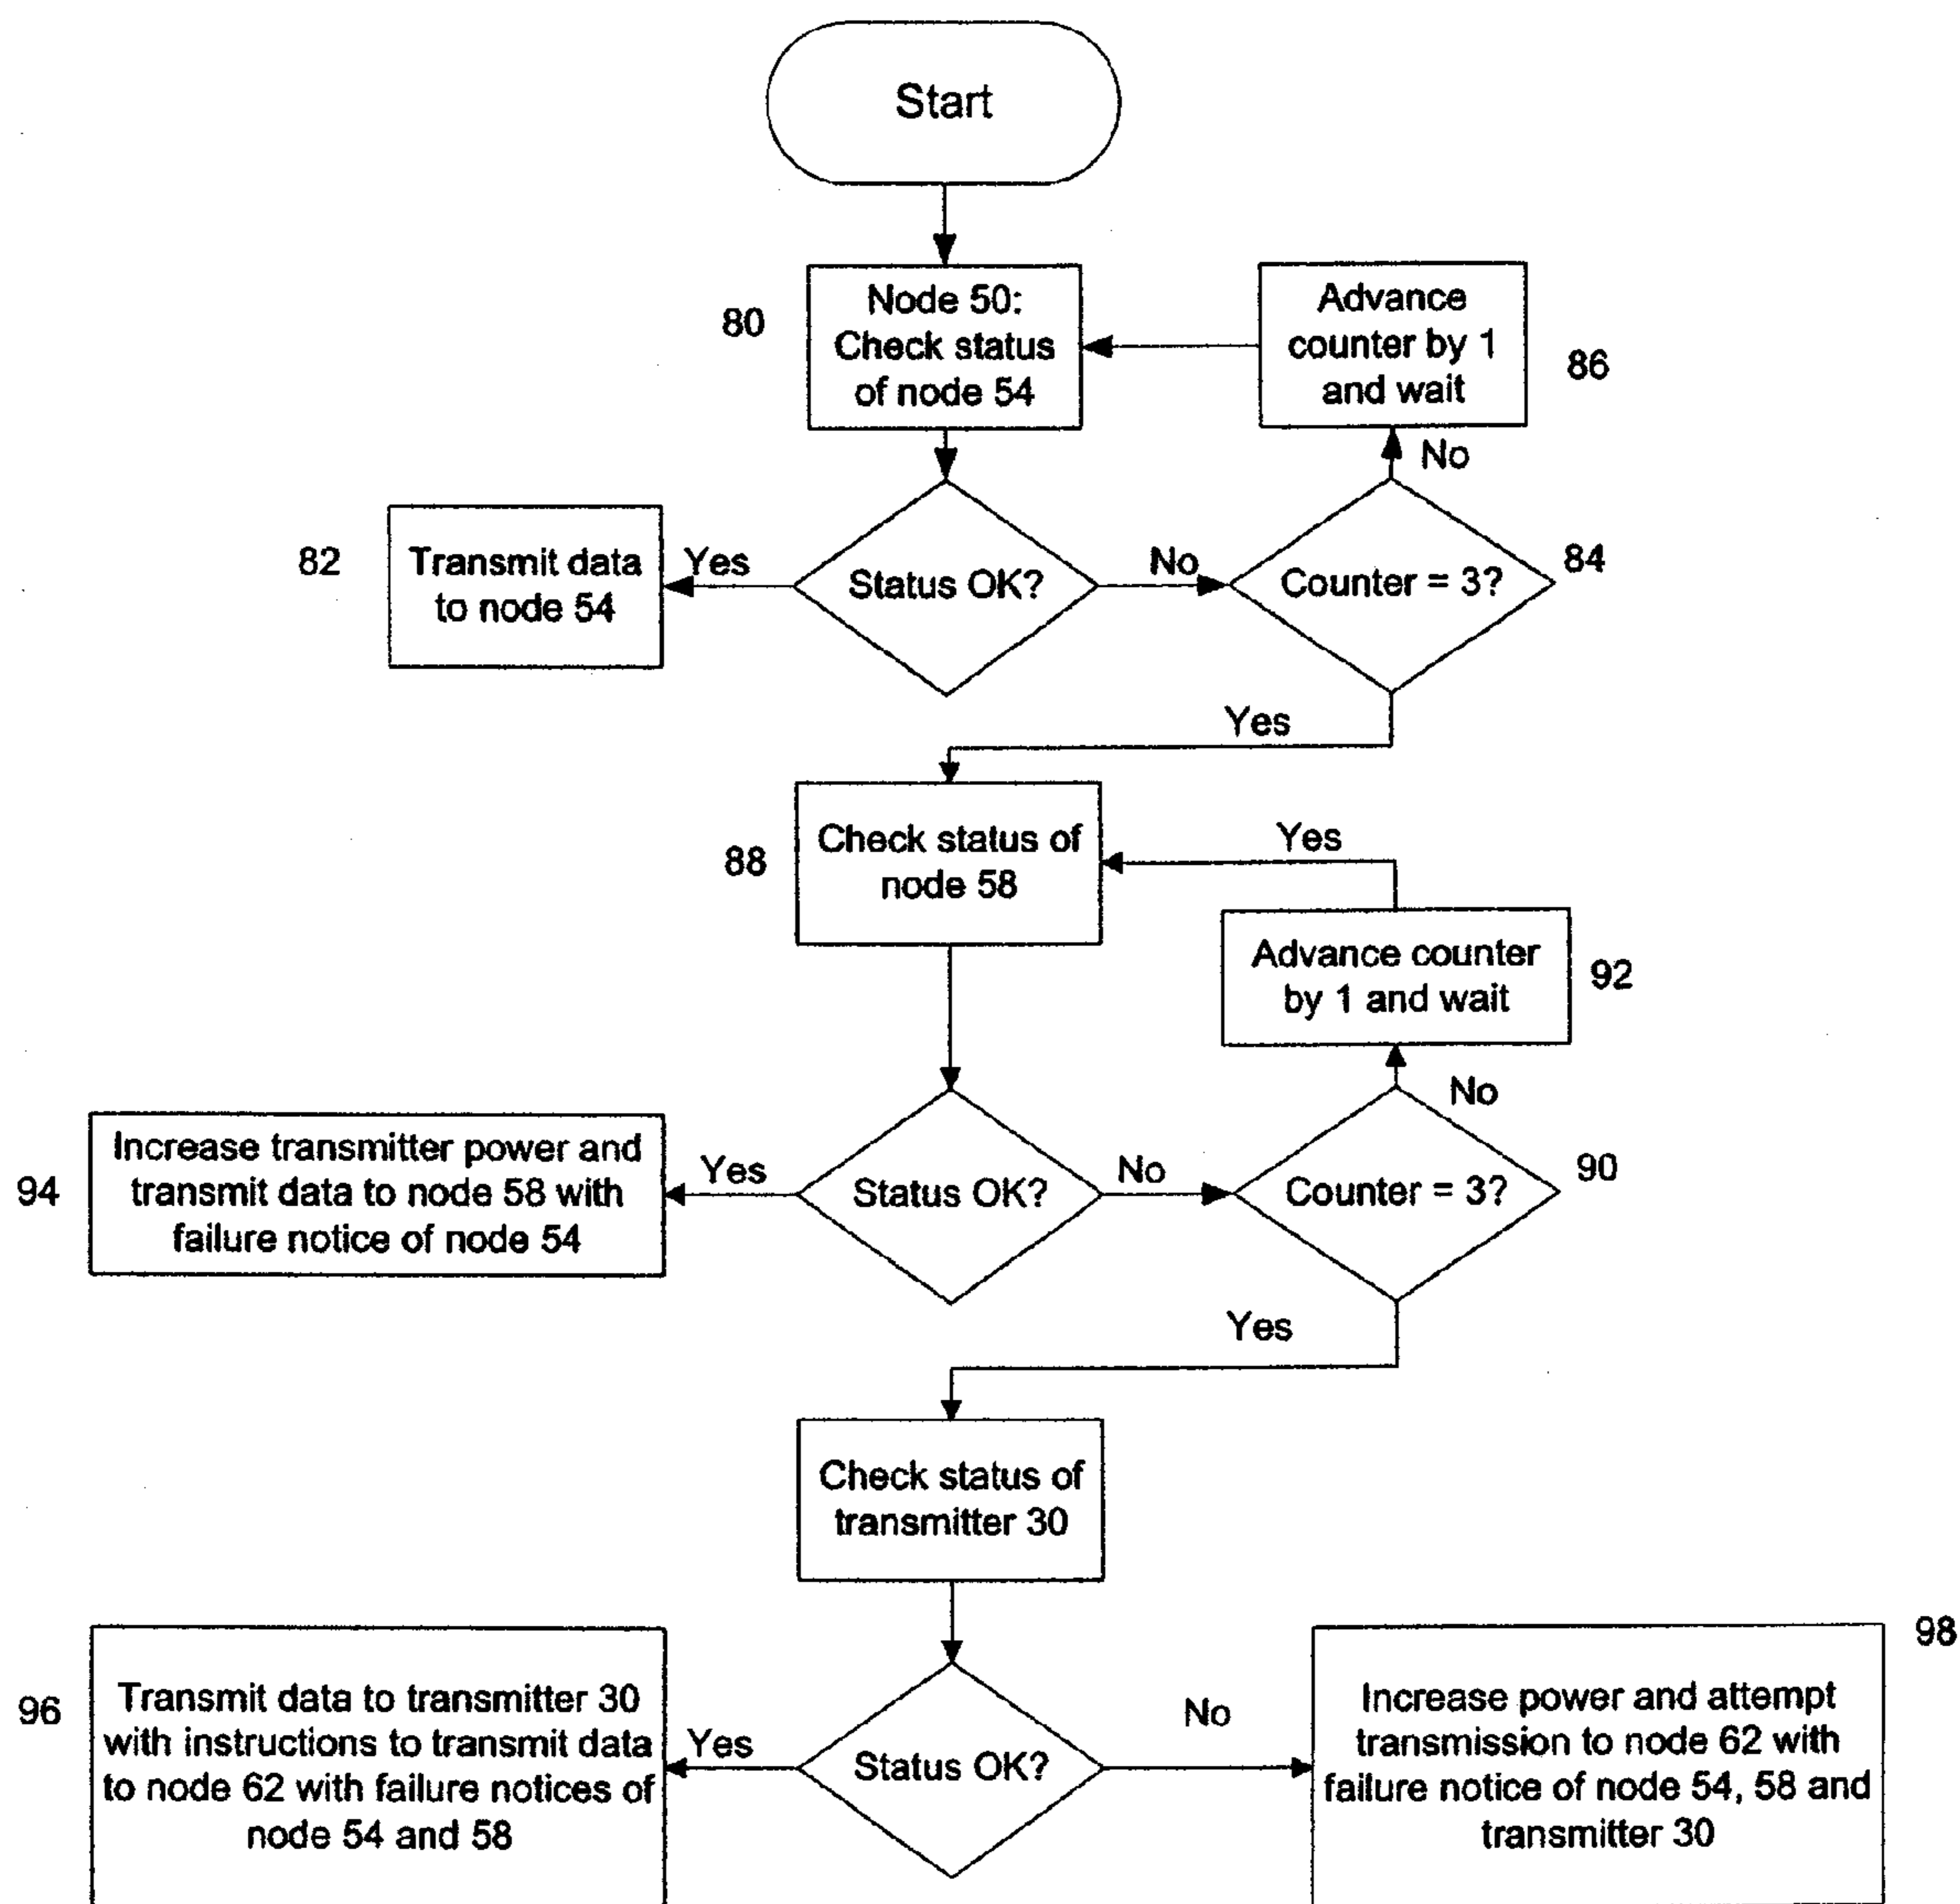 Start
80
Node 50:
Check status
of node 54
Advance
counter by 1
and wait
86
No
82
Transmit data
to node 54
Yes
Status OK?
No
Counter = 3?
84
Yes
88
Check status of
node 58
Yes
Advance counter
by 1 and wait
92
No
94
Increase transmitter power and
transmit data to node 58 with
failure notice of node 54
Yes
Status OK?
No
Counter = 3?
90
Yes
Check status of
transmitter 30
96
Transmit data to transmitter 30
with instructions to transmit data
to node 62 with failure notices of
node 54 and 58
Yes
Status OK?
No
98
Increase power and attempt
transmission to node 62 with
failure notice of node 54, 58 and
transmitter 30